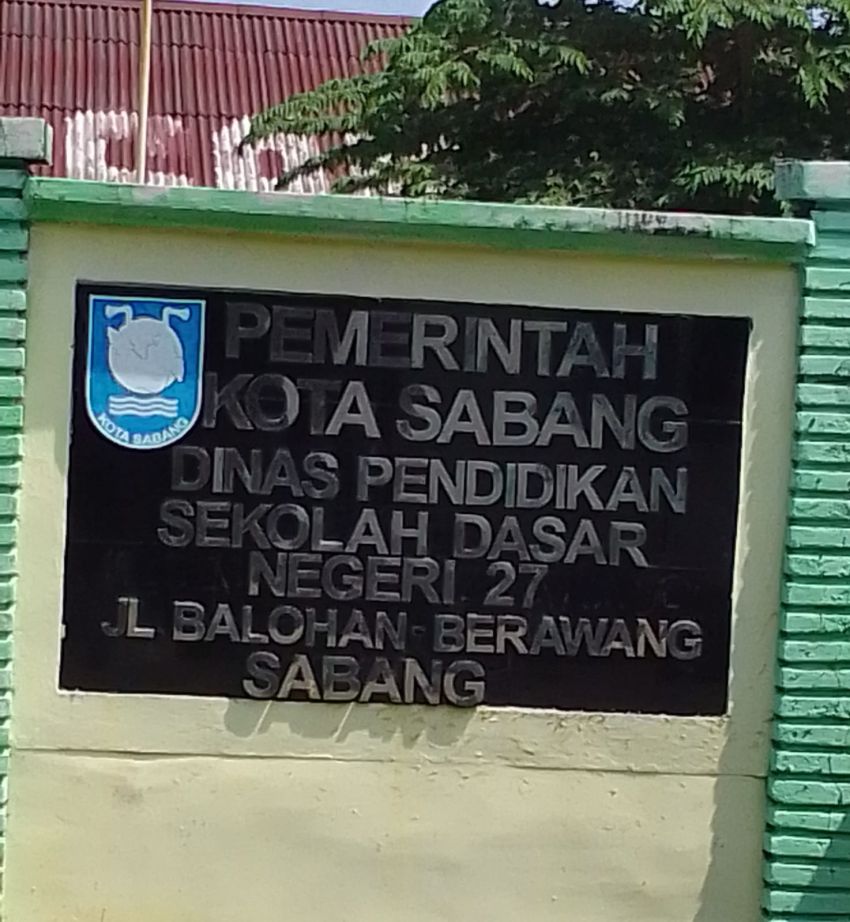 PEMERINTAH
KOTA SABANG
KOTA SABANG
DINAS PENDIDIKAN
SEKOLAH DASAR
NEGERI 27
JL BALOHAN-BERAWANG
SABANG